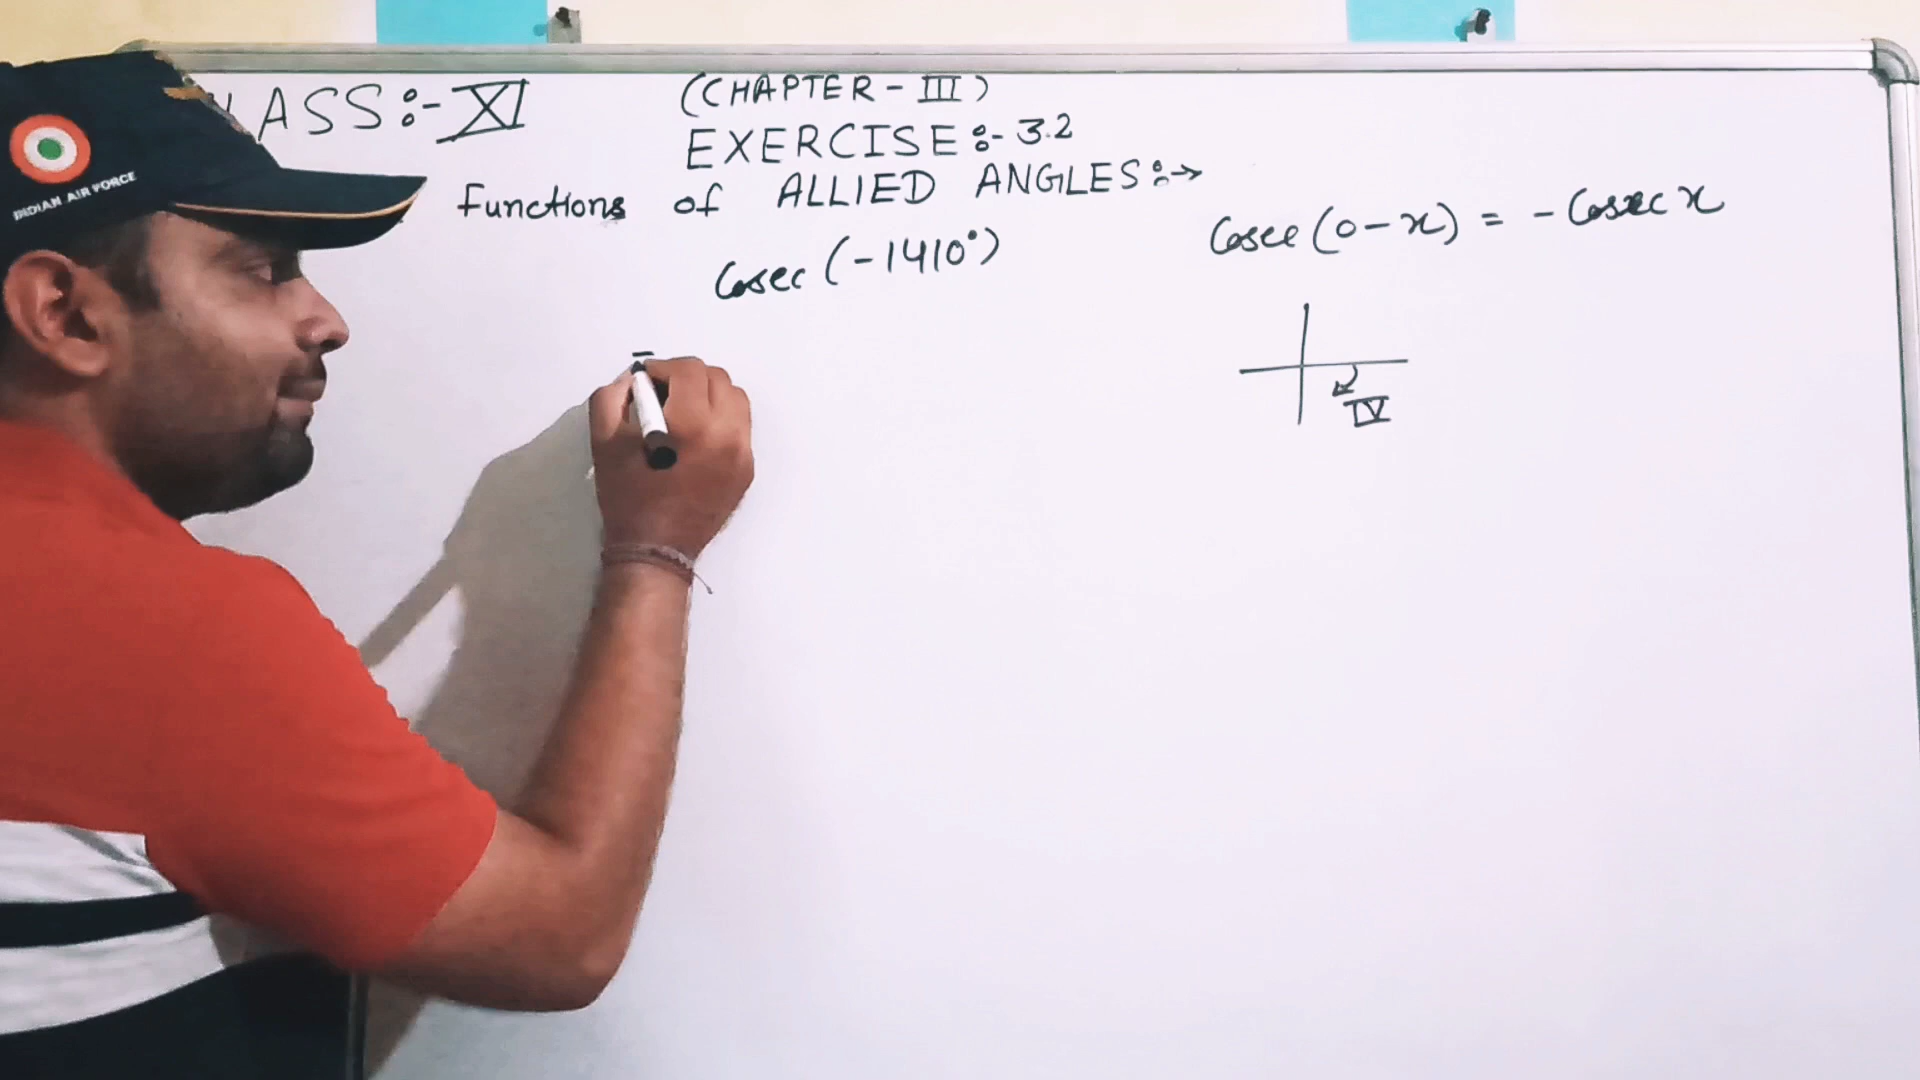 LASS:- XI
(CHAPTER - III)
EXERCISE:- 3.2
Functions of ALLIED ANGLES:→
Cosec (-1410°)
Cosec (0-x) = - Cosec x
IV
INDIAN AIR FORCE